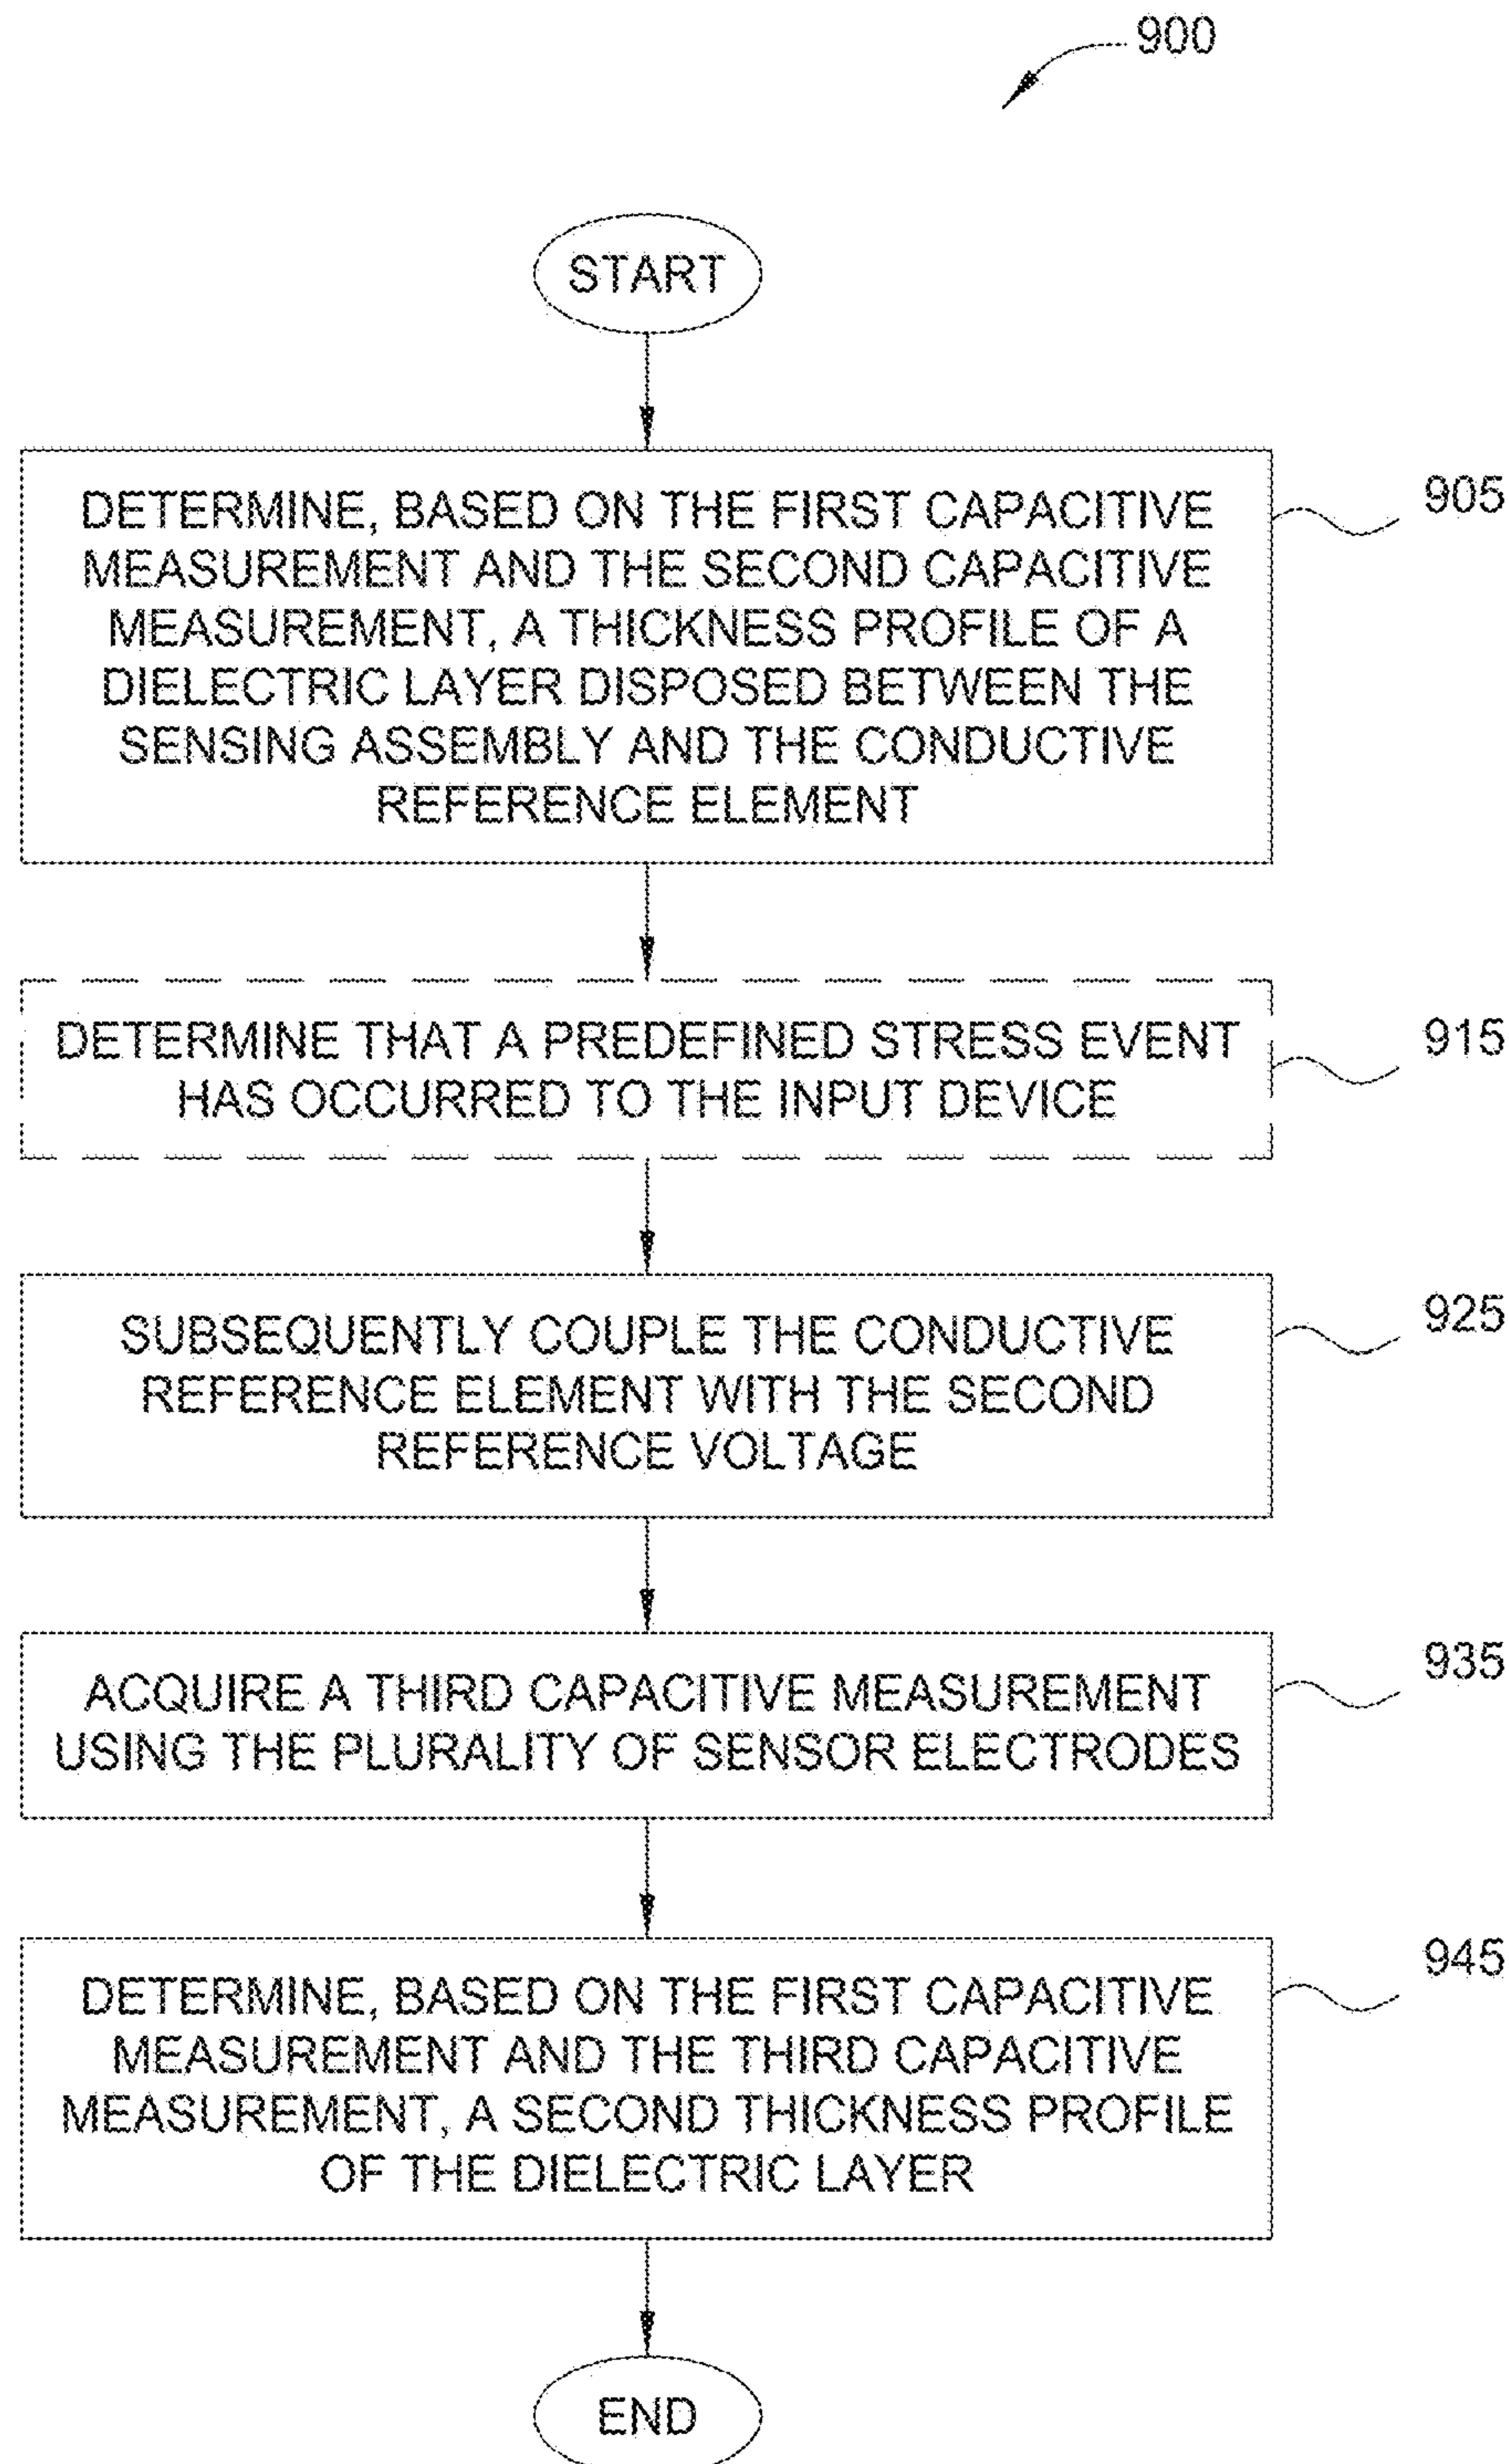 900
START
DETERMINE, BASED ON THE FIRST CAPACITIVE
MEASUREMENT AND THE SECOND CAPACITIVE
MEASUREMENT, A THICKNESS PROFILE OF A
DIELECTRIC LAYER DISPOSED BETWEEN THE
SENSING ASSEMBLY AND THE CONDUCTIVE
REFERENCE ELEMENT
905
DETERMINE THAT A PREDEFINED STRESS EVENT
HAS OCCURRED TO THE INPUT DEVICE
915
SUBSEQUENTLY COUPLE THE CONDUCTIVE
REFERENCE ELEMENT WITH THE SECOND
REFERENCE VOLTAGE
925
ACQUIRE A THIRD CAPACITIVE MEASUREMENT
USING THE PLURALITY OF SENSOR ELECTRODES
935
DETERMINE, BASED ON THE FIRST CAPACITIVE
MEASUREMENT AND THE THIRD CAPACITIVE
MEASUREMENT, A SECOND THICKNESS PROFILE
OF THE DIELECTRIC LAYER
945
END